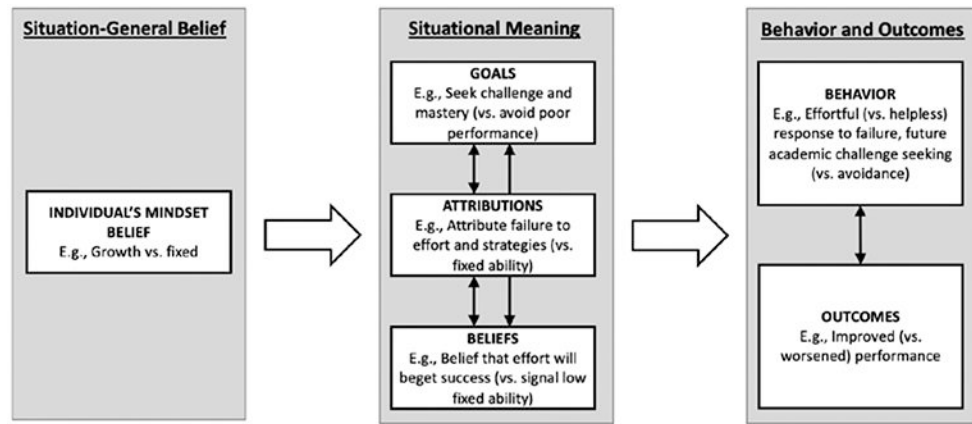 Situation-General Belief
INDIVIDUAL'S MINDSET
BELIEF
E.g., Growth vs. fixed
Situational Meaning
GOALS
E.g., Seek challenge and
mastery (vs. avoid poor
performance)
ATTRIBUTIONS
E.g., Attribute failure to
effort and strategies (vs.
fixed ability)
BELIEFS
E.g., Belief that effort will
beget success (vs. signal low
fixed ability)
Behavior and Outcomes
BEHAVIOR
E.g., Effortful (vs. helpless)
response to failure, future
academic challenge seeking
(vs. avoidance)
OUTCOMES
E.g., Improved (vs.
worsened) performance